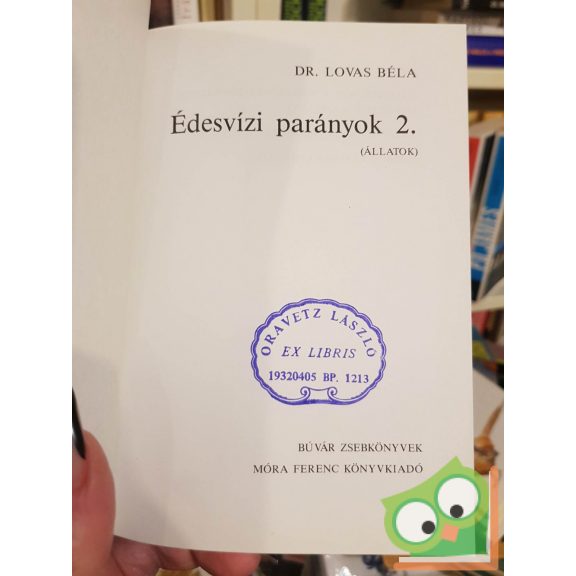 DR. LOVAS BÉLA
Édesvízi parányok 2.
(ÁLLATOK)
ORAVETZ LÁSZLÓ
EX LIBRIS
19320405 BP. 1213
BÚVÁR ZSEBKÖNYVEK
MÓRA FERENC KÖNYVKIADÓ